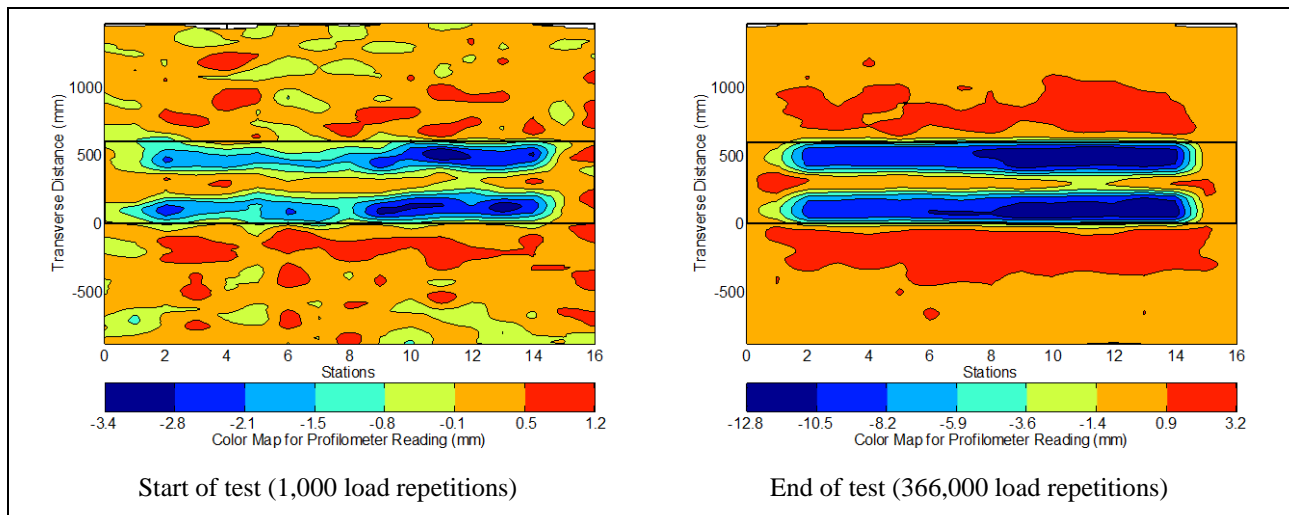 1000
500
0
-500
Transverse Distance (mm)
0 2 4 6 8 10 12 14 16
Stations
-3.4 -2.8 -2.1 -1.5 -0.8 -0.1 0.5 1.2
Color Map for Profilometer Reading (mm)
Start of test (1,000 load repetitions)
1000
500
0
-500
Transverse Distance (mm)
0 2 4 6 8 10 12 14 16
Stations
-12.8 -10.5 -8.2 -5.9 -3.6 -1.4 0.9 3.2
Color Map for Profilometer Reading (mm)
End of test (366,000 load repetitions)